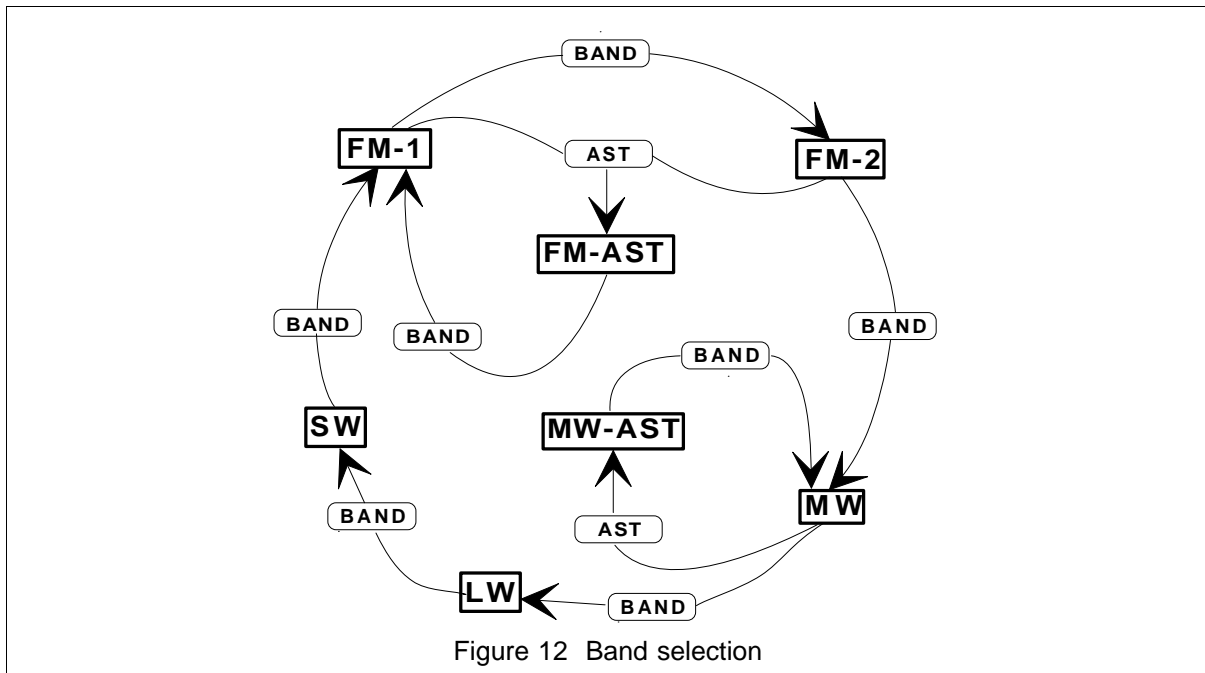 BAND
FM-1
AST
FM-2
FM-AST
BAND
BAND
BAND
BAND
SW
MW-AST
MW
BAND
AST
LW
BAND
Figure 12 Band selection